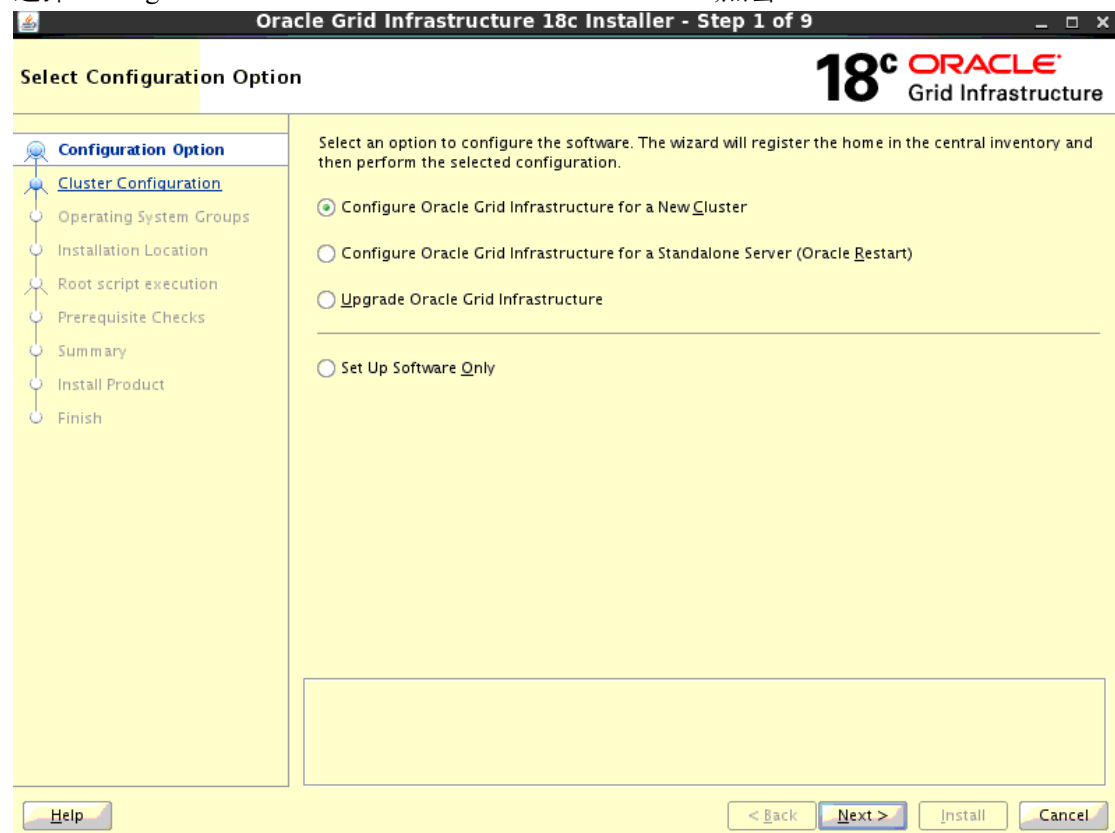 Oracle Grid Infrastructure 18c Installer - Step 1 of 9
Select Configuration Option
18c ORACLE
Grid Infrastructure
Configuration Option
Cluster Configuration
Operating System Groups
Installation Location
Root script execution
Prerequisite Checks
Summary
Install Product
Finish
Select an option to configure the software. The wizard will register the home in the central inventory and
then perform the selected configuration.
Configure Oracle Grid Infrastructure for a New Cluster
Configure Oracle Grid Infrastructure for a Standalone Server (Oracle Restart)
Upgrade Oracle Grid Infrastructure
Set Up Software Only
Help
< Back
Next >
Install
Cancel